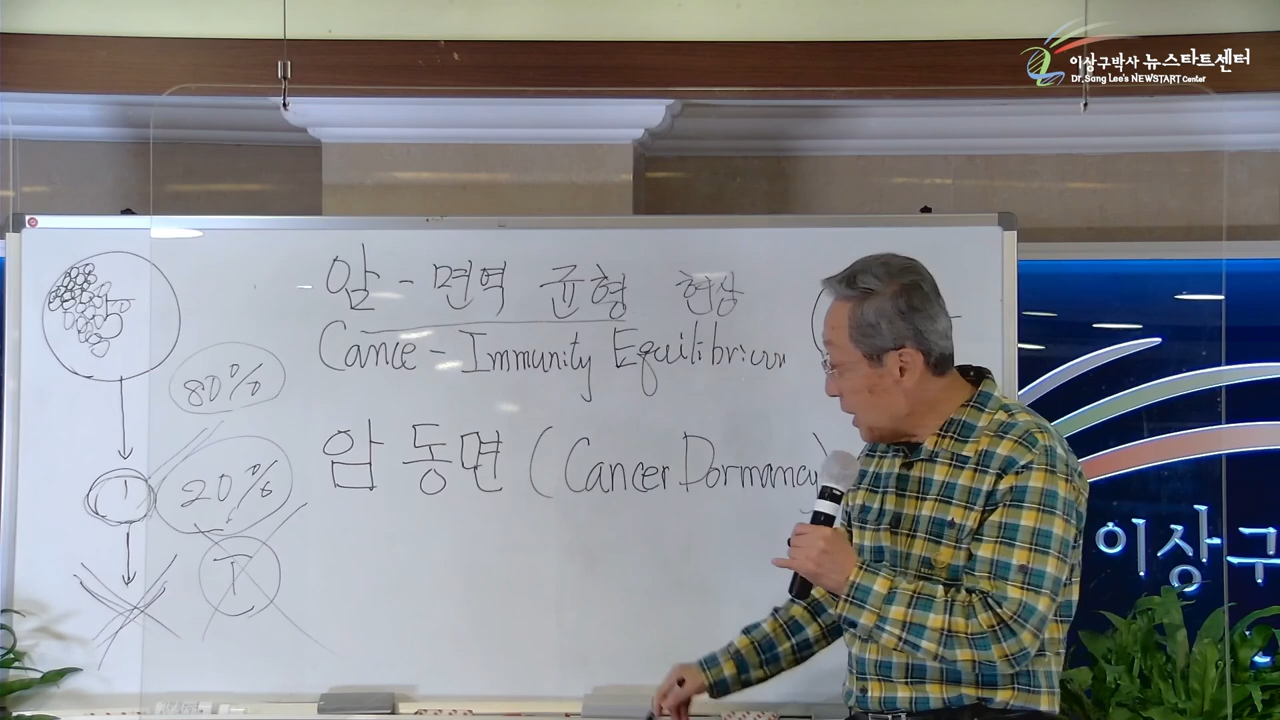 이상구박사 뉴스타트센터
Dr. Sang Lee's NEWSTART Center
암-면역 균형 현상
Cance-Immunity Equilibrium
80%
암 동면 (Cancer Dormancy)
20%
1
T
이상구